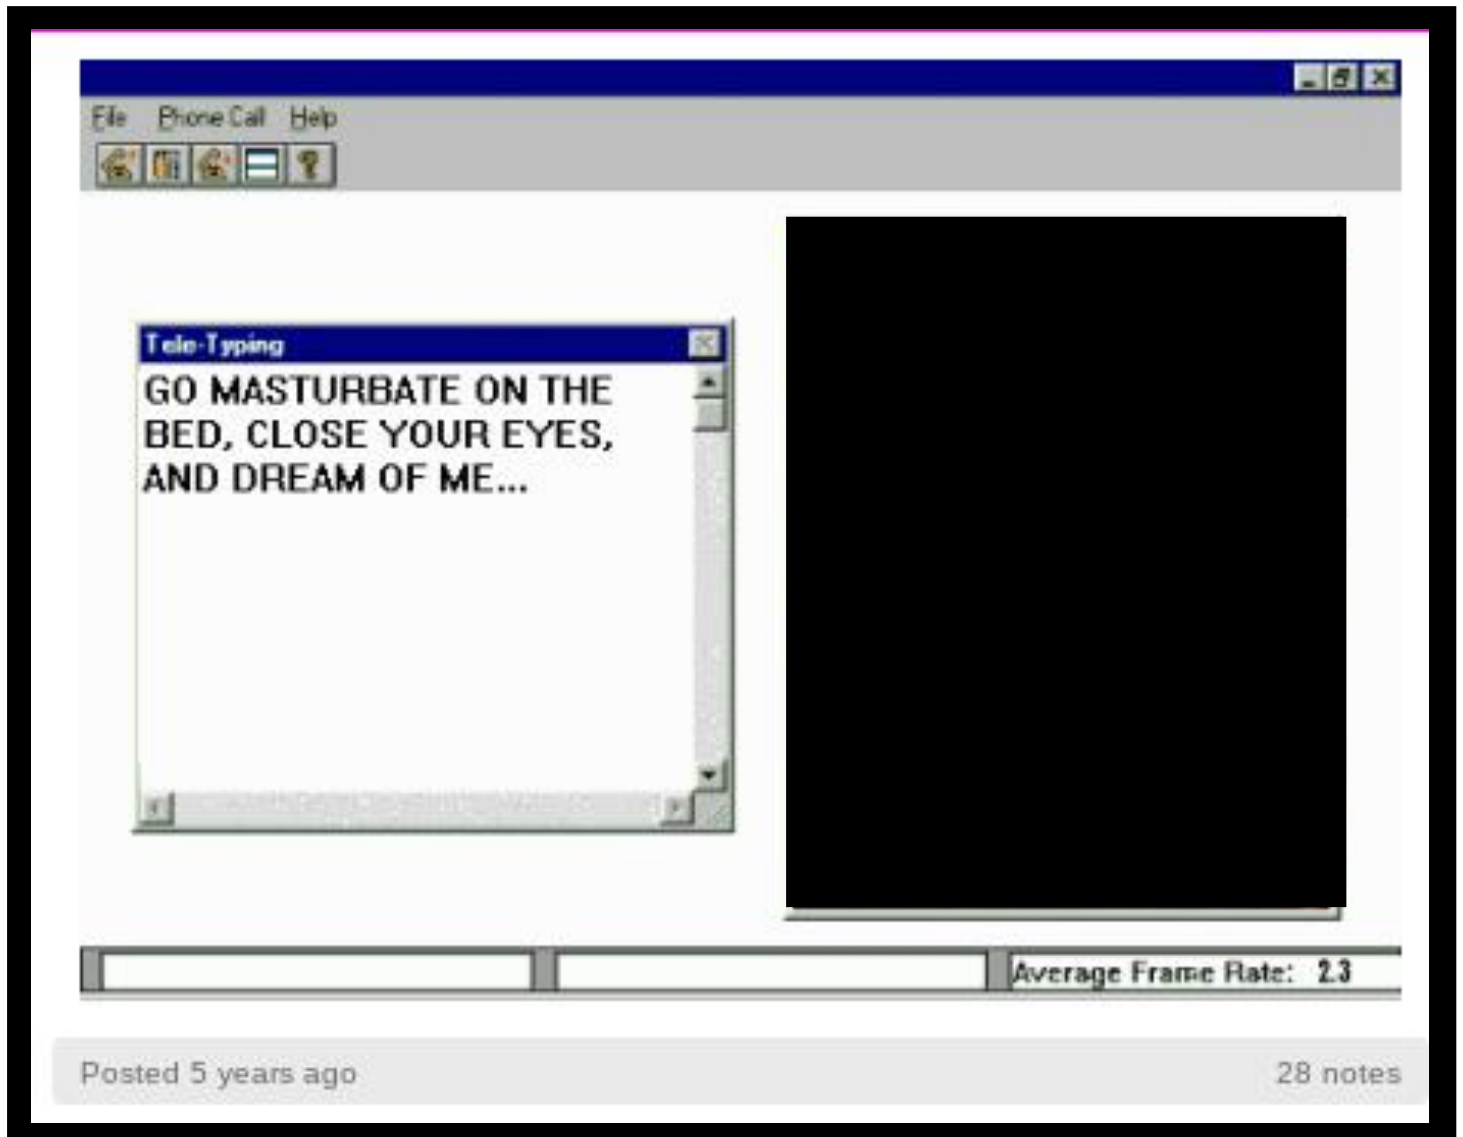 File Phone Call Help
Tele-Typing
GO MASTURBATE ON THE
BED, CLOSE YOUR EYES,
AND DREAM OF ME...
Average Frame Rate: 2.3
Posted 5 years ago 28 notes